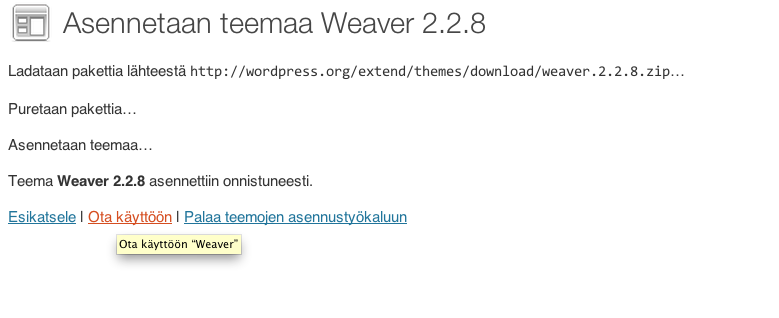 Asennetaan teemaa Weaver 2.2.8
Ladataan pakettia lähteestä http://wordpress.org/extend/themes/download/weaver.2.2.8.zip…
Puretaan pakettia…
Asennetaan teemaa…
Teema Weaver 2.2.8 asennettiin onnistuneesti.
Esikatsele | Ota käyttöön | Palaa teemojen asennustyökaluun
Ota käyttöön “Weaver”